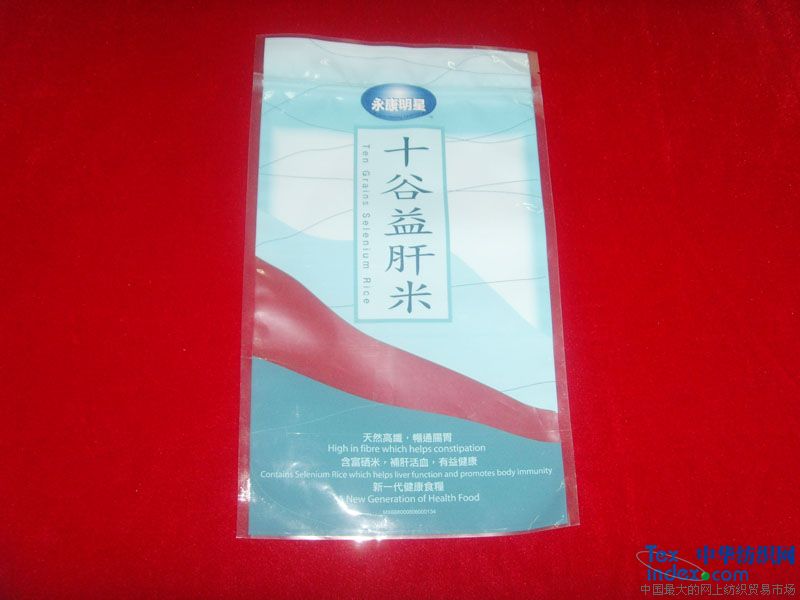 永康明星
十谷益肝米
Ten Grains Selenium Rice
天然高纖，暢通腸胃
High in fibre which helps constipation
含富硒米，補肝活血，有益健康
Contains Selenium Rice which helps liver function and promotes body immunity
新一代健康食糧
A New Generation of Health Food
Tex 中华纺织网
index.com
中国最大的网上纺织贸易市场